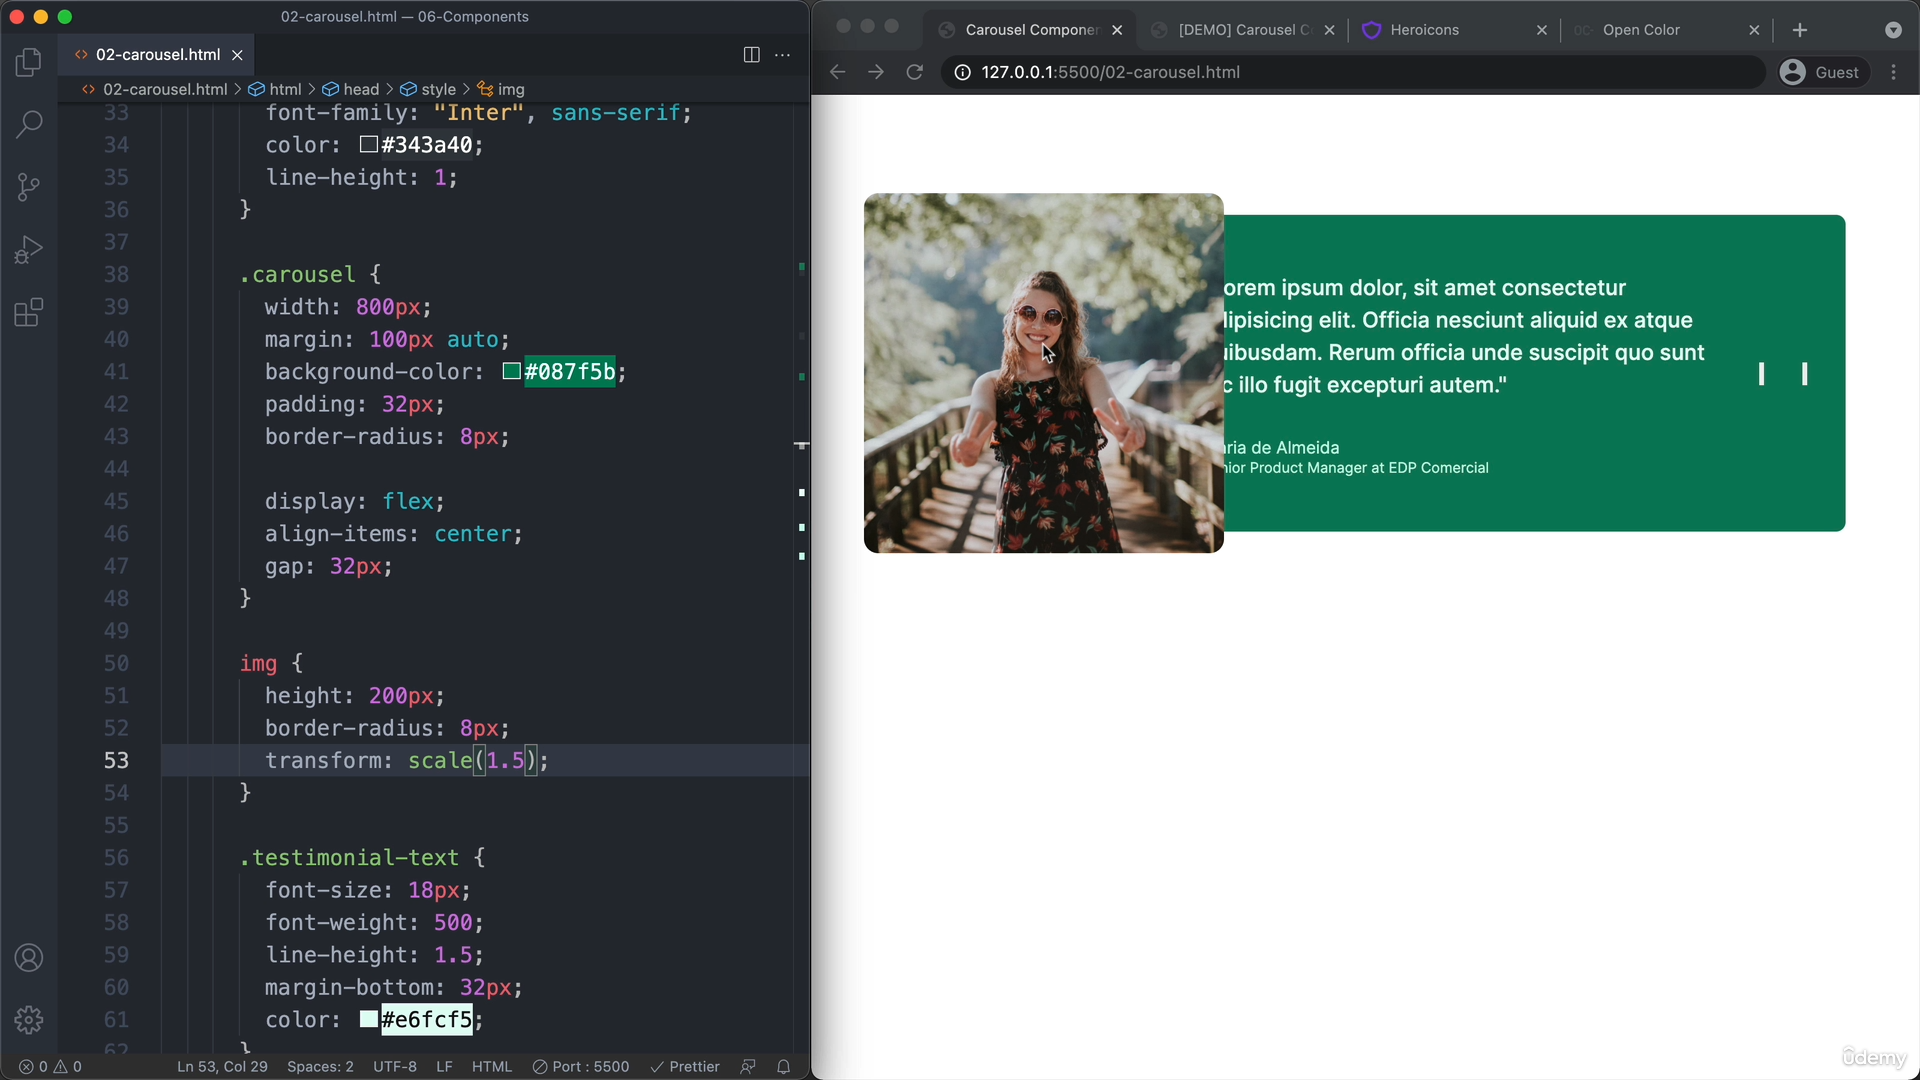 02-carousel.html — 06-Components
02-carousel.html
02-carousel.html > html > head > style > img
33 font-family: "Inter", sans-serif;
34 color: #343a40;
35 line-height: 1;
36 }
37
38 .carousel {
39 width: 800px;
40 margin: 100px auto;
41 background-color: #087f5b;
42 padding: 32px;
43 border-radius: 8px;
44
45 display: flex;
46 align-items: center;
47 gap: 32px;
48 }
49
50 img {
51 height: 200px;
52 border-radius: 8px;
53 transform: scale(1.5);
54 }
55
56 .testimonial-text {
57 font-size: 18px;
58 font-weight: 500;
59 line-height: 1.5;
60 margin-bottom: 32px;
61 color: #e6fcf5;
62 }
0 0 Ln 53, Col 29 Spaces: 2 UTF-8 LF HTML Port : 5500 Prettier
Carousel Componen [DEMO] Carousel C Heroicons Open Color
127.0.0.1:5500/02-carousel.html Guest
orem ipsum dolor, sit amet consectetur
lipisicing elit. Officia nesciunt aliquid ex atque
uibusdam. Rerum officia unde suscipit quo sunt
c illo fugit excepturi autem."
ria de Almeida
nior Product Manager at EDP Comercial
ûdemy